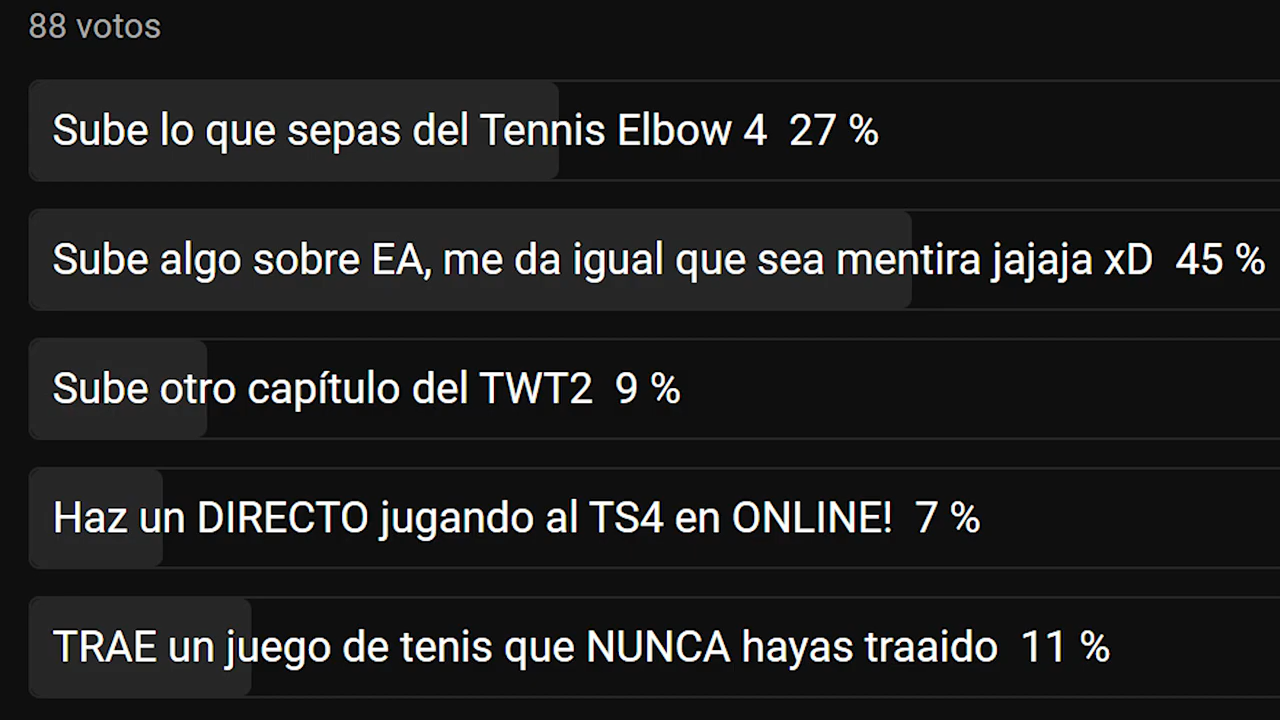 88 votos
Sube lo que sepas del Tennis Elbow 4 27 %
Sube algo sobre EA, me da igual que sea mentira jajaja xD 45 %
Sube otro capítulo del TWT2 9 %
Haz un DIRECTO jugando al TS4 en ONLINE! 7 %
TRAE un juego de tenis que NUNCA hayas traaido 11 %